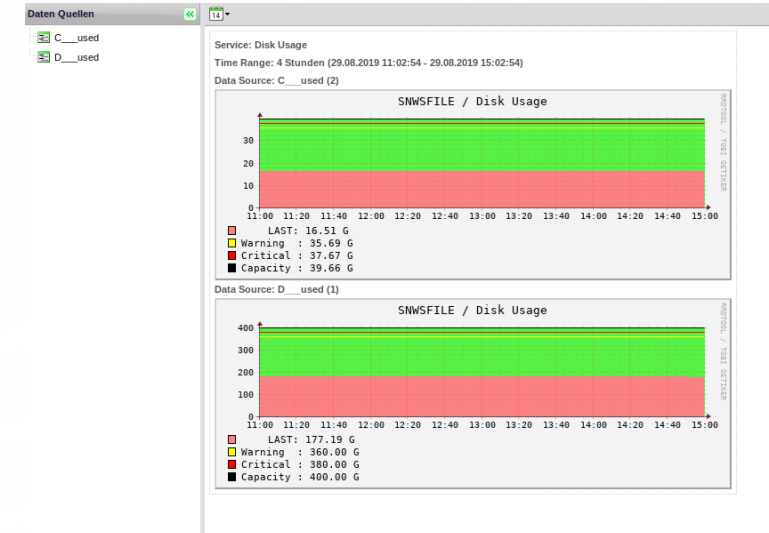 Daten Quellen
14
C___used
D___used
Service: Disk Usage
Time Range: 4 Stunden (29.08.2019 11:02:54 - 29.08.2019 15:02:54)
Data Source: C___used (2)
SNWSFILE / Disk Usage
RRDTOOL / TOBI OETIKER
30
20
10
0
11:00 11:20 11:40 12:00 12:20 12:40 13:00 13:20 13:40 14:00 14:20 14:40 15:00
LAST: 16.51 G
Warning : 35.69 G
Critical : 37.67 G
Capacity : 39.66 G
Data Source: D___used (1)
SNWSFILE / Disk Usage
RRDTOOL / TOBI OETIKER
400
300
200
100
0
11:00 11:20 11:40 12:00 12:20 12:40 13:00 13:20 13:40 14:00 14:20 14:40 15:00
LAST: 177.19 G
Warning : 360.00 G
Critical : 380.00 G
Capacity : 400.00 G